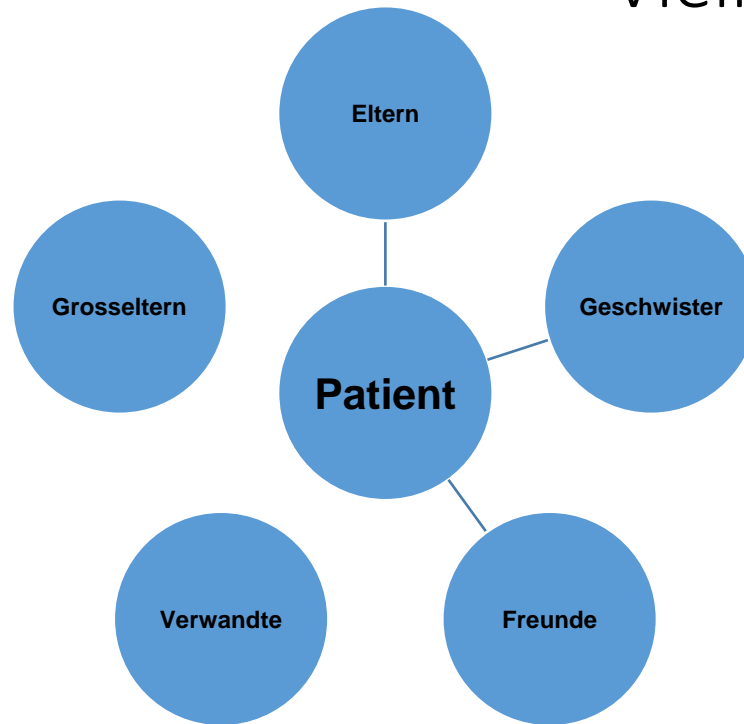 Eltern
Grosseltern
Geschwister
Patient
Verwandte
Freunde